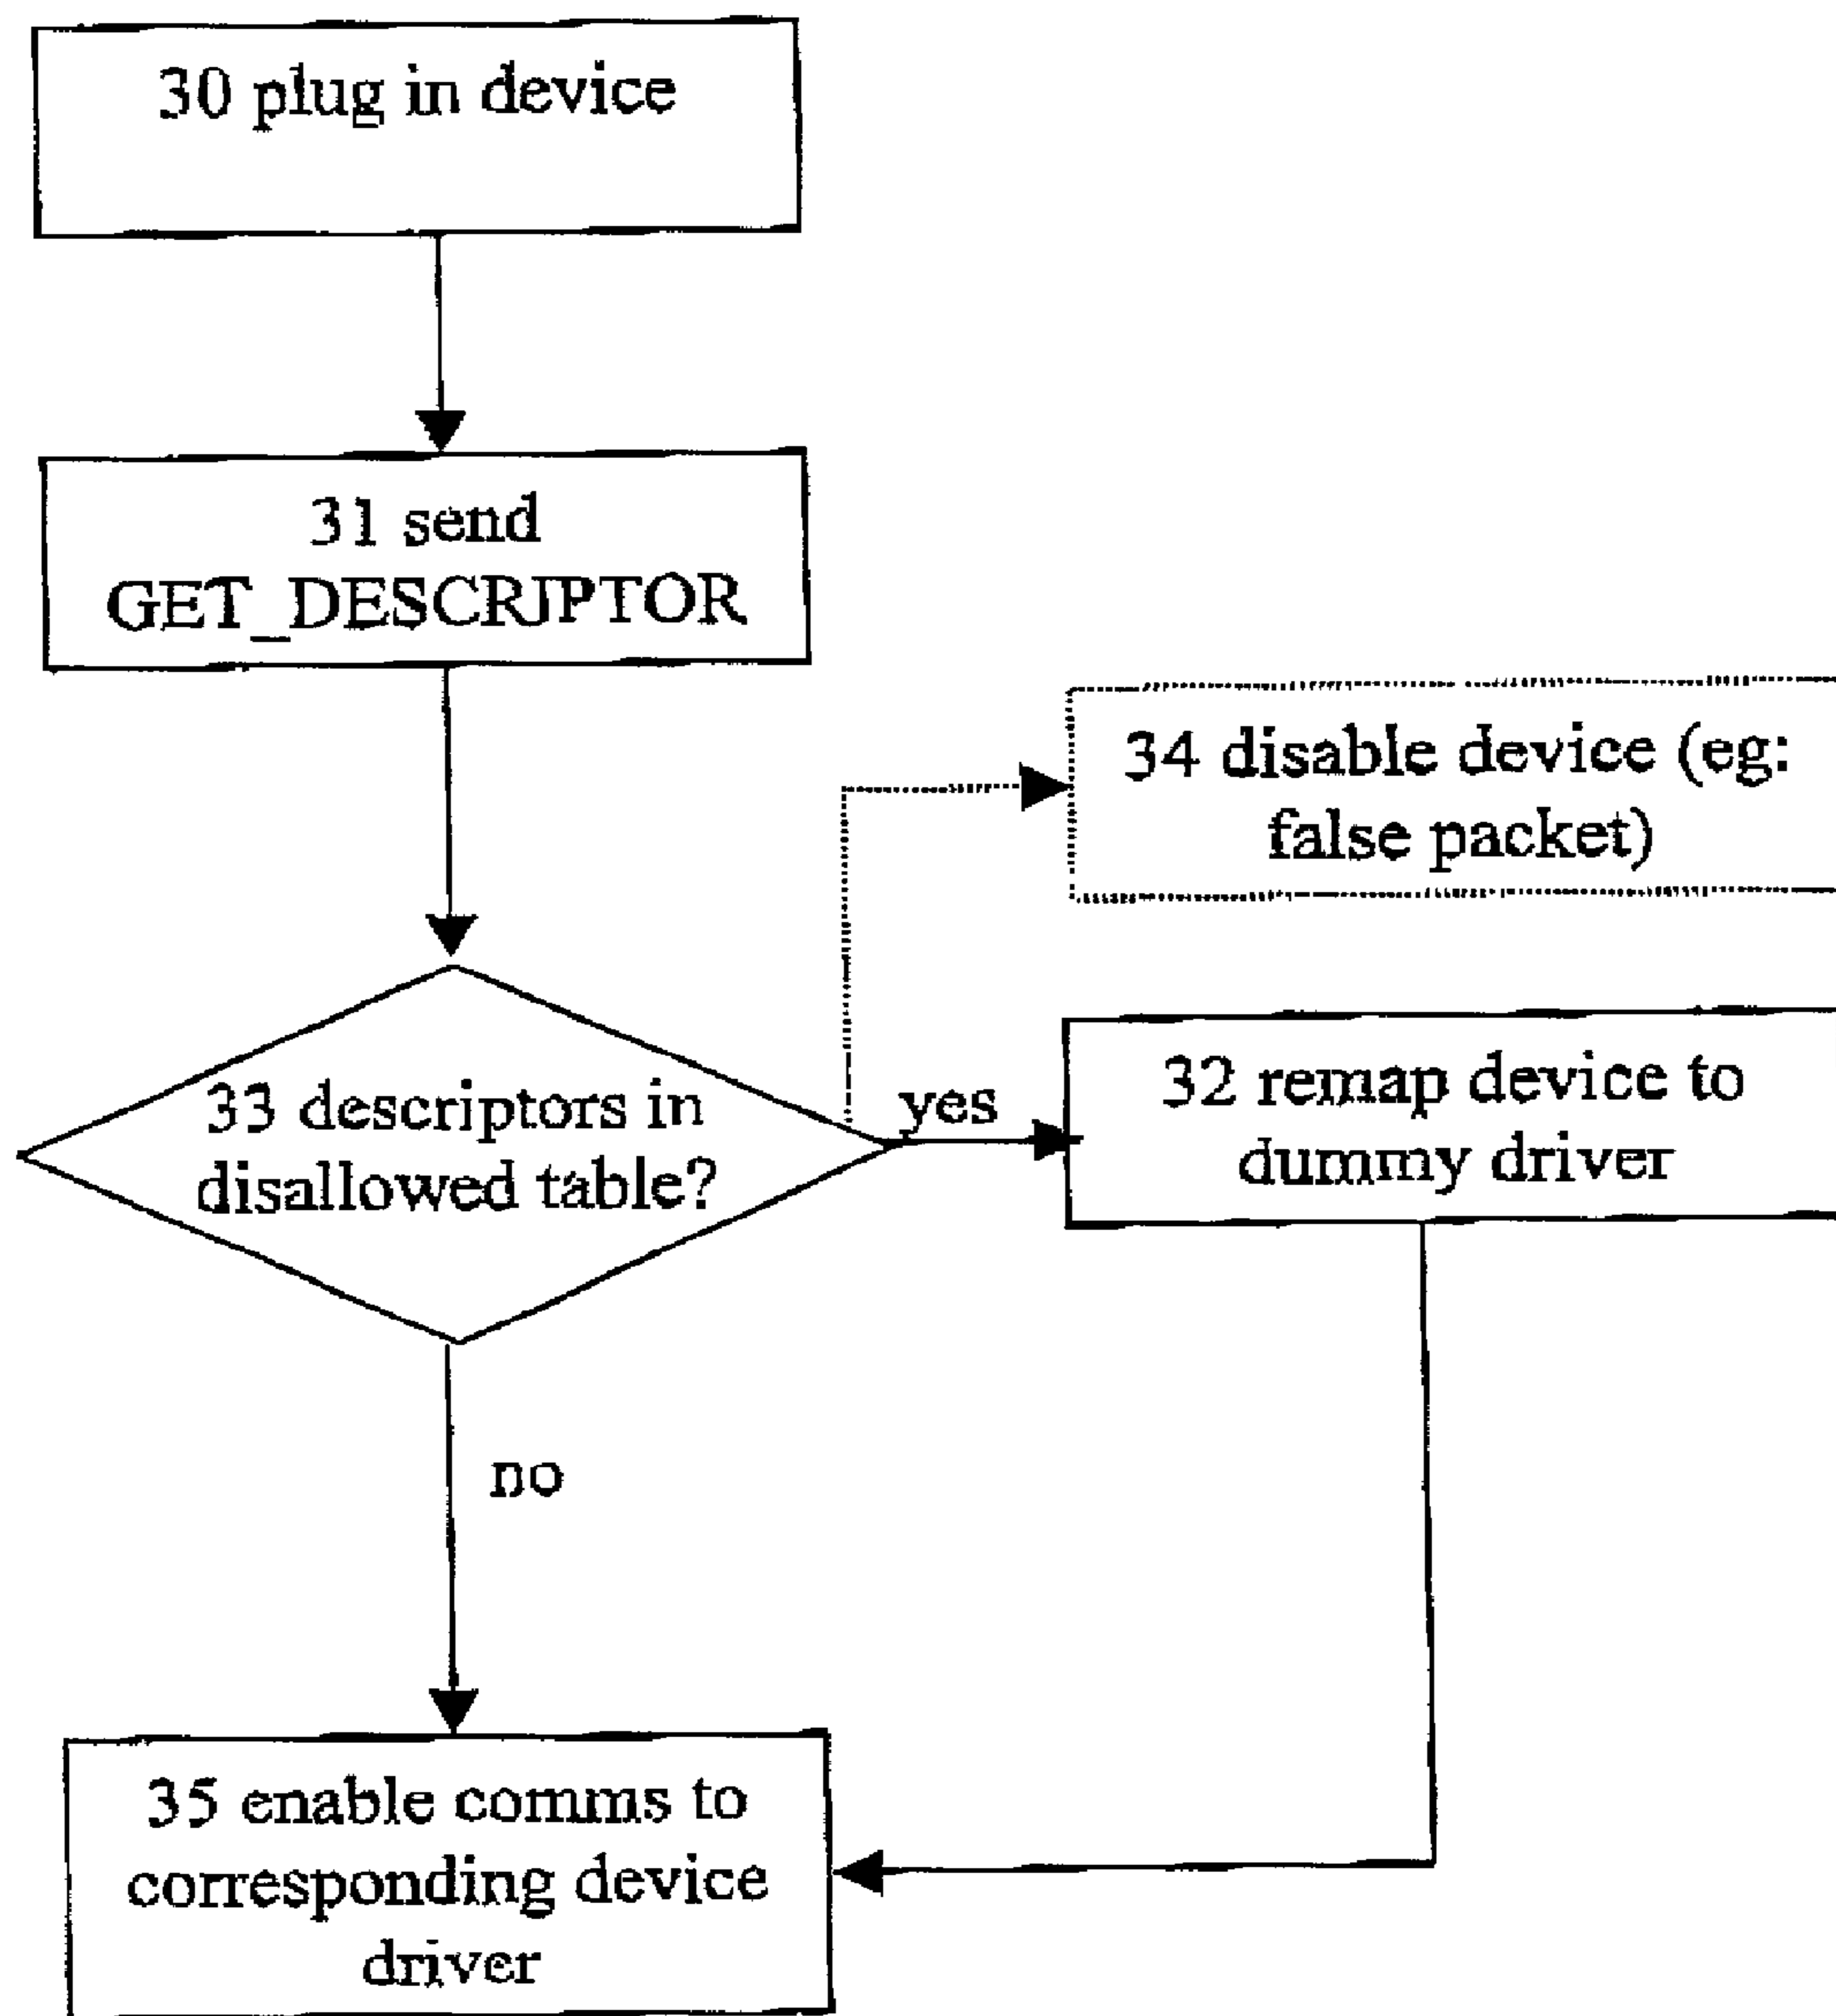 30 plug in device
31 send
GET_DESCRIPTOR
34 disable device (eg:
false packet)
33 descriptors in
disallowed table?
yes
32 remap device to
dummy driver
no
35 enable comms to
corresponding device
driver